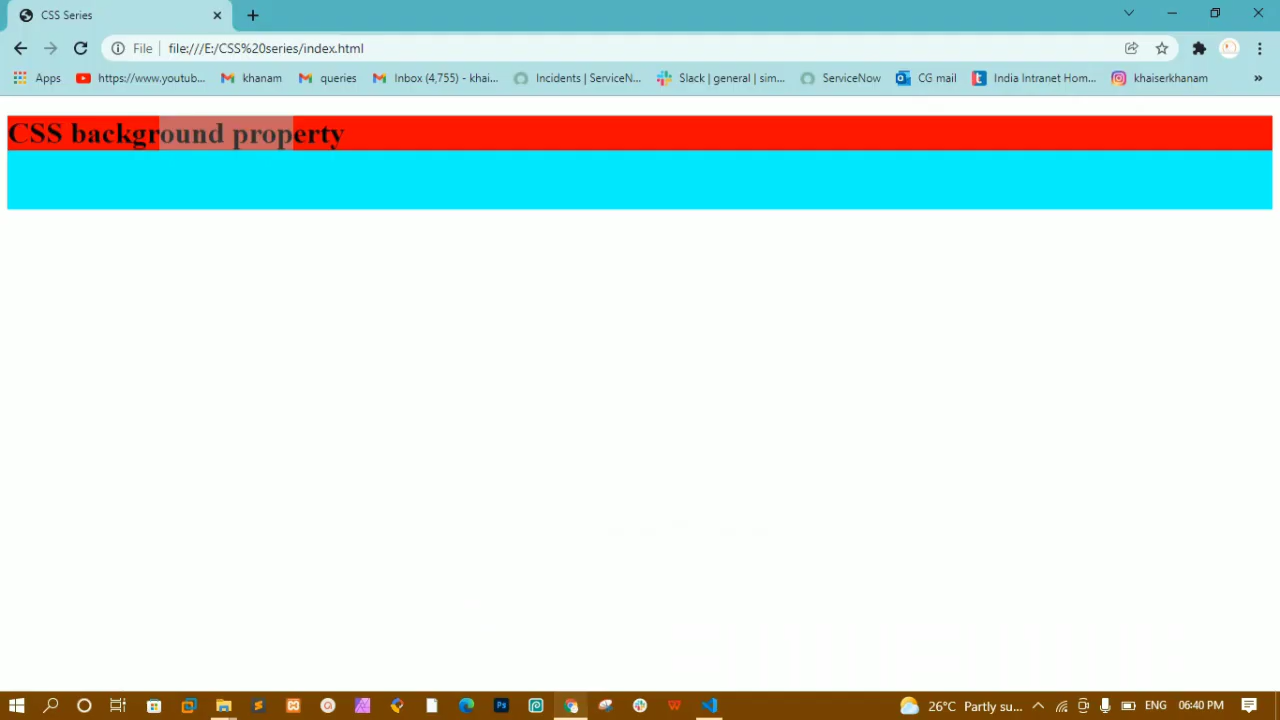 CSS Series
File file:///E:/CSS%20series/index.html
Apps https://www.youtub... khanam queries Inbox (4,755) - khai... Incidents | ServiceN... Slack | general | sim... ServiceNow CG mail India Intranet Hom... khaiserkhanam »
CSS background property
26°C Partly su... ENG 06:40 PM